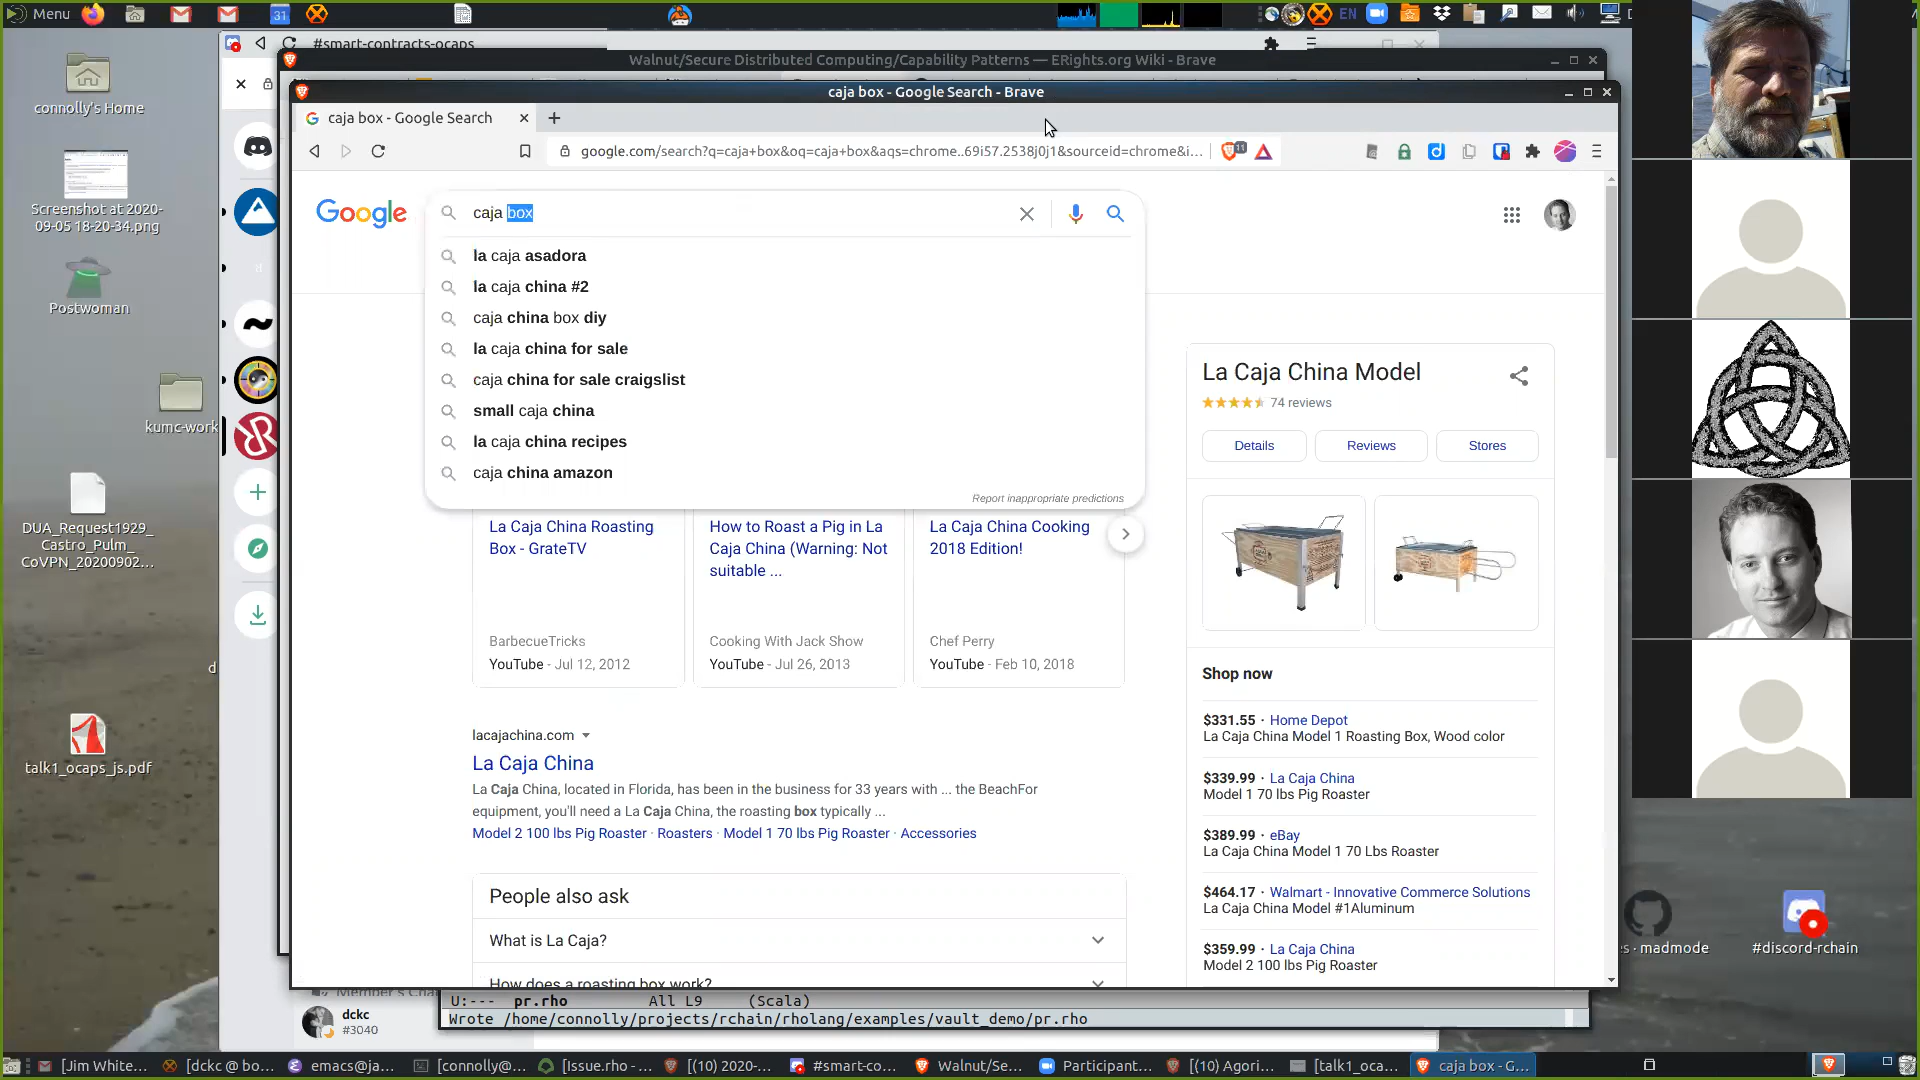 Menu
31
EN
#smart-contracts-ocaps
Walnut/Secure Distributed Computing/Capability Patterns — ERights.org Wiki - Brave
caja box - Google Search - Brave
caja box - Google Search
google.com/search?q=caja+box&oq=caja+box&aqs=chrome..69i57.2538j0j1&sourceid=chrome&i...
11
Google
caja box
la caja asadora
la caja china #2
caja china box diy
la caja china for sale
caja china for sale craigslist
small caja china
la caja china recipes
caja china amazon
Report inappropriate predictions
La Caja China Roasting
Box - GrateTV
BarbecueTricks
YouTube - Jul 12, 2012
How to Roast a Pig in La
Caja China (Warning: Not
suitable ...
Cooking With Jack Show
YouTube - Jul 26, 2013
La Caja China Cooking
2018 Edition!
Chef Perry
YouTube - Feb 10, 2018
lacajachina.com
La Caja China
La Caja China, located in Florida, has been in the business for 33 years with ... the BeachFor
equipment, you'll need a La Caja China, the roasting box typically ...
Model 2 100 lbs Pig Roaster · Roasters · Model 1 70 lbs Pig Roaster · Accessories
People also ask
What is La Caja?
How does a roasting box work?
La Caja China Model
74 reviews
Details
Reviews
Stores
Shop now
$331.55 · Home Depot
La Caja China Model 1 Roasting Box, Wood color
$339.99 · La Caja China
Model 1 70 lbs Pig Roaster
$389.99 · eBay
La Caja China Model 1 70 Lbs Roaster
$464.17 · Walmart - Innovative Commerce Solutions
La Caja China Model #1Aluminum
$359.99 · La Caja China
Model 2 100 lbs Pig Roaster
connolly's Home
Screenshot at 2020-
09-05 18-20-34.png
Postwoman
kumc-work
DUA_Request1929_
Castro_Pulm_
CoVPN_20200902...
d
talk1_ocaps_js.pdf
es · madmode
#discord-rchain
Member's Cha
dckc
#3040
U:--- pr.rho All L9 (Scala)
Wrote /home/connolly/projects/rchain/rholang/examples/vault_demo/pr.rho
[Jim White...
[dckc @ bo...
emacs@ja...
[connolly@...
[Issue.rho - ...
[(10) 2020-...
#smart-co...
Walnut/Se...
Participant...
[(10) Agori...
[talk1_oca...
caja box - G...